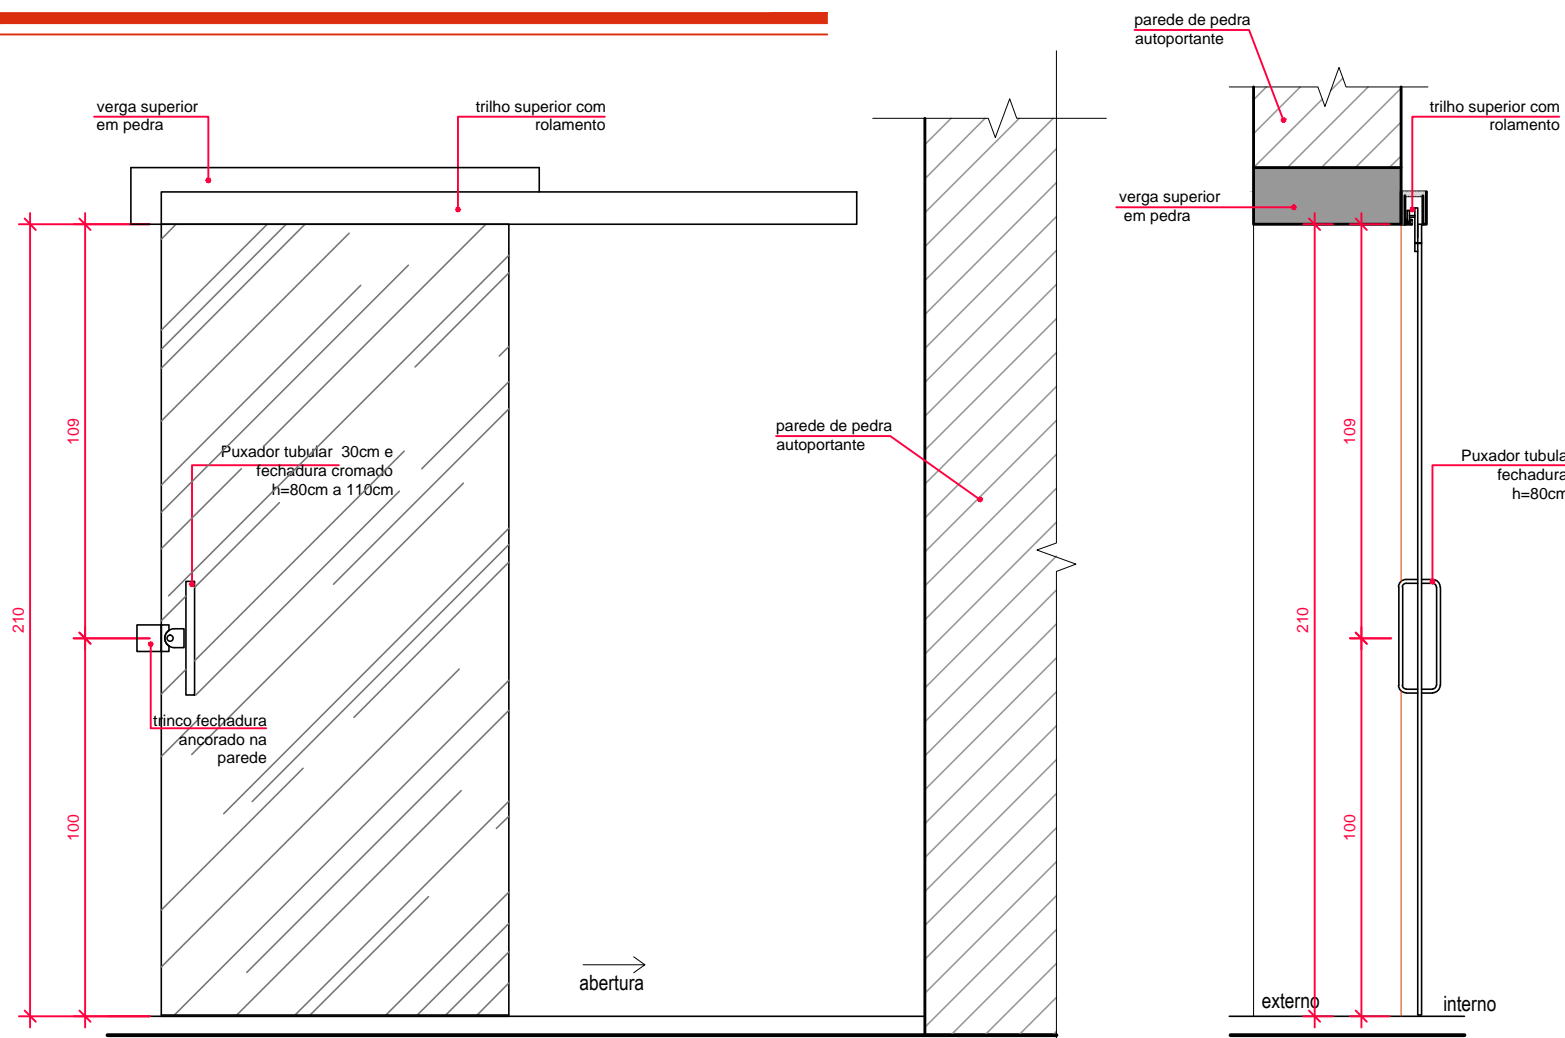 verga superior
em pedra
trilho superior com
rolamento
109
210
100
Puxador tubular 30cm e
fechadura cromado
h=80cm a 110cm
trinco fechadura
ancorado na
parede
abertura
parede de pedra
autoportante
parede de pedra
autoportante
trilho superior com
rolamento
verga superior
em pedra
109
210
100
Puxador tubula
fechadura
h=80cm
externo
interno